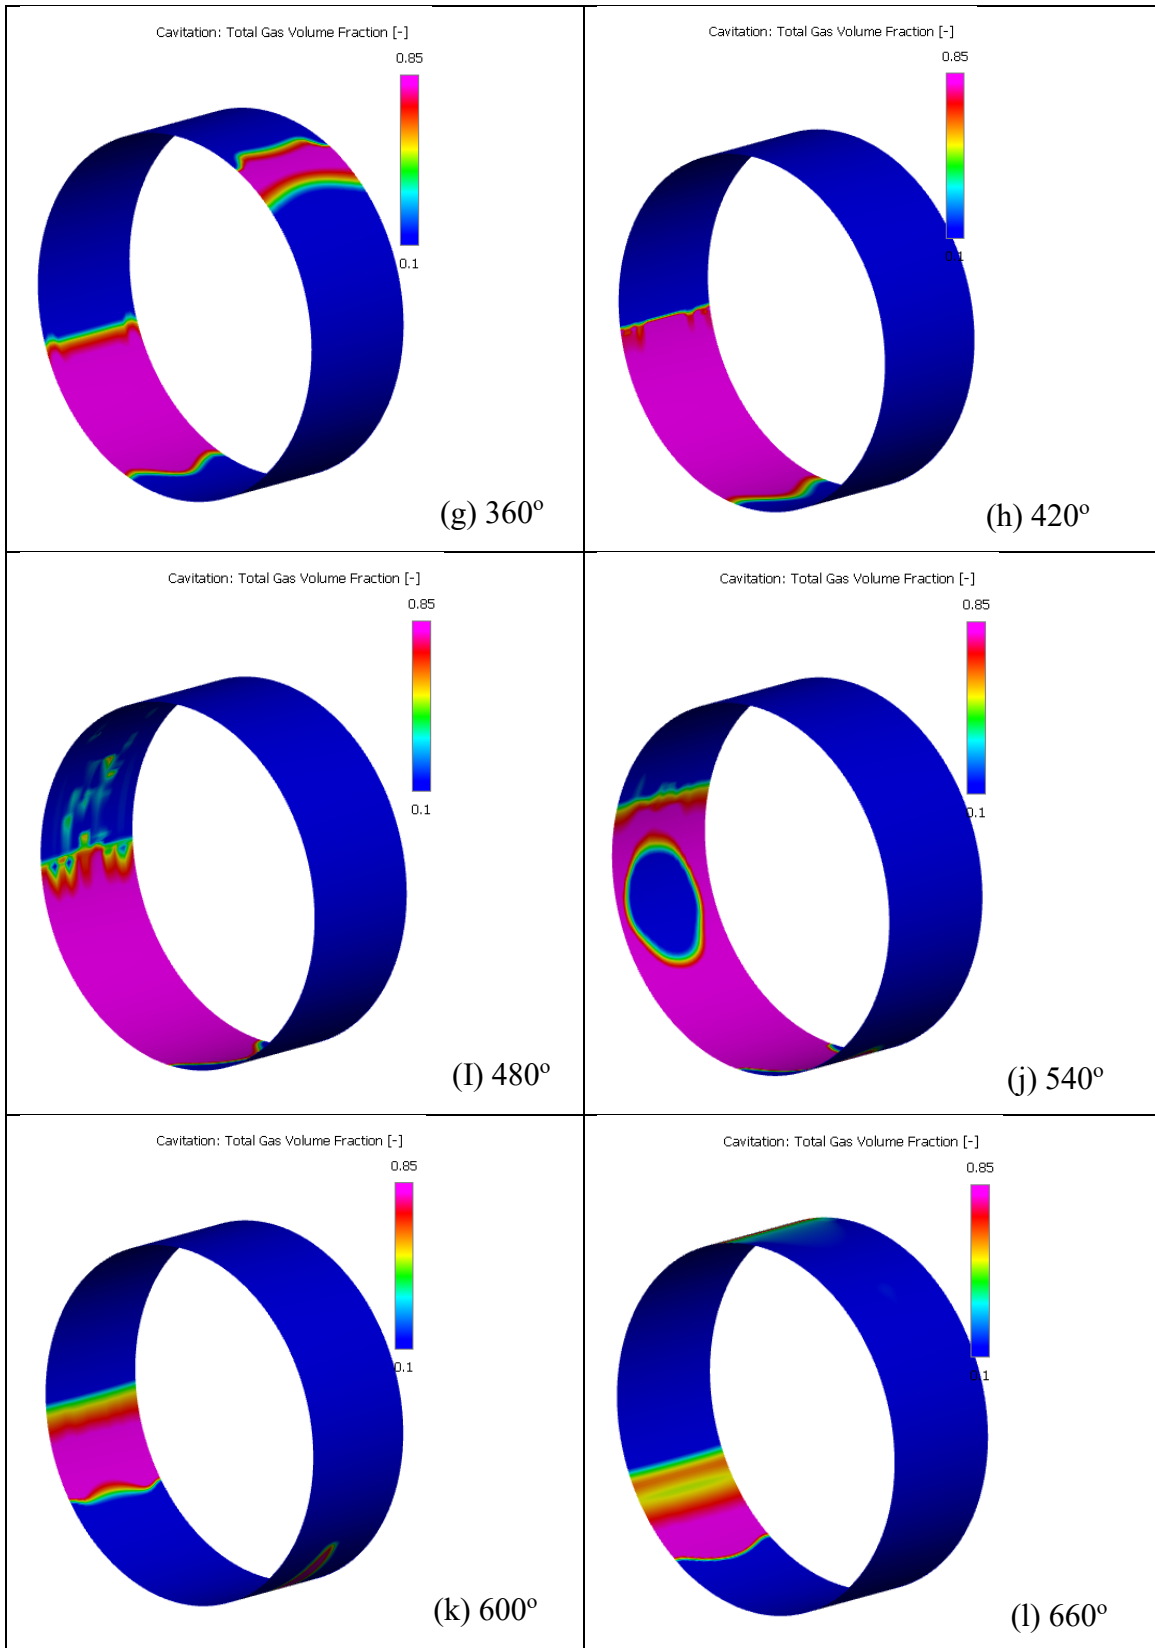 Cavitation: Total Gas Volume Fraction [-]
0.85
0.1
(g) 360º
Cavitation: Total Gas Volume Fraction [-]
0.85
0.1
(h) 420º
Cavitation: Total Gas Volume Fraction [-]
0.85
0.1
(I) 480º
Cavitation: Total Gas Volume Fraction [-]
0.85
0.1
(j) 540º
Cavitation: Total Gas Volume Fraction [-]
0.85
0.1
(k) 600º
Cavitation: Total Gas Volume Fraction [-]
0.85
0.1
(l) 660º